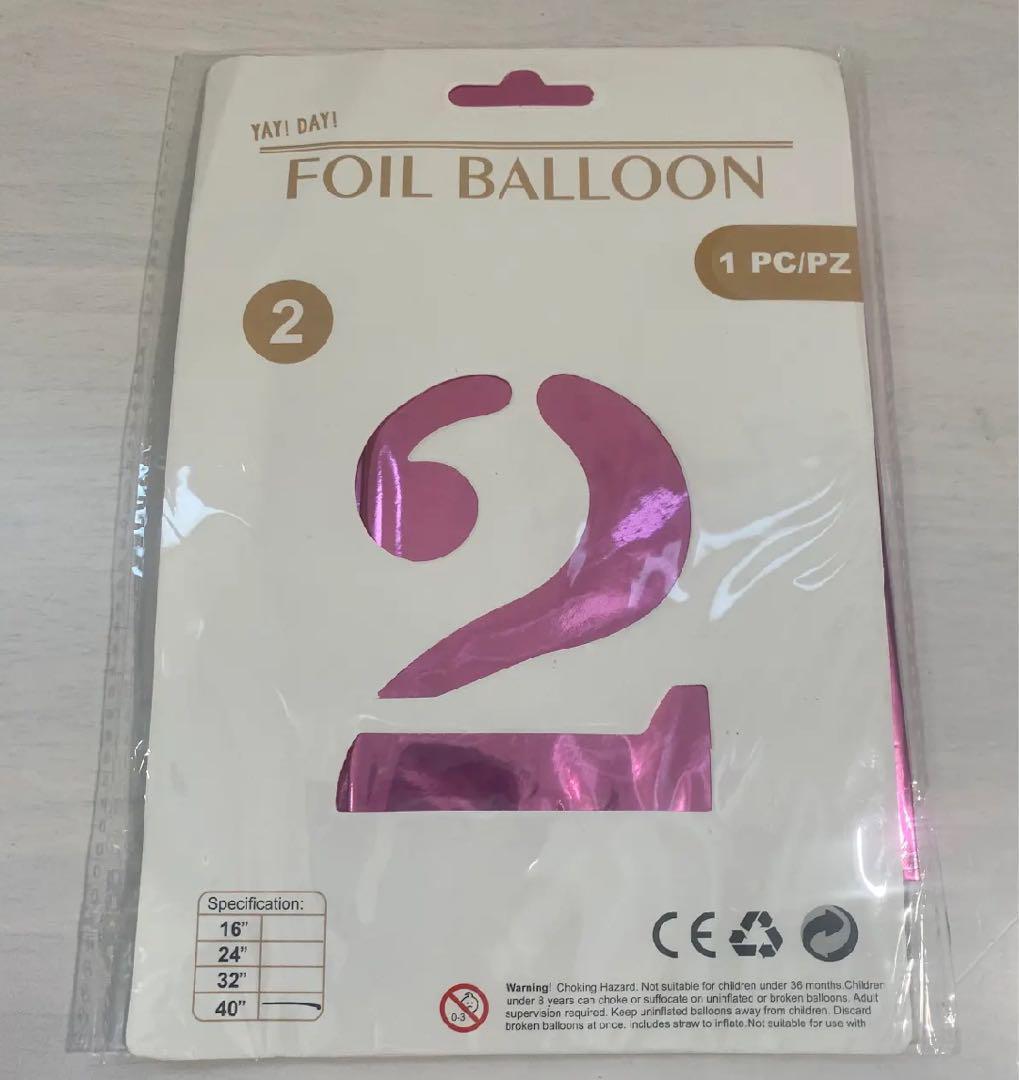 YAY! DAY!
FOIL BALLOON
1 PC/PZ
2
2
Specification:
16”
24”
32”
40”
CE
0-3
Warning! Choking Hazard. Not suitable for children under 36 months.Children
under 8 years can choke or suffocate on uninflated or broken balloons. Adult
supervision required. Keep uninflated balloons away from children. Discard
broken balloons at once. includes straw to inflate.Not suitable for use with